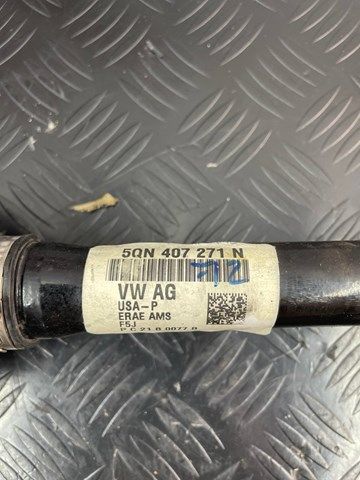 5QN 407 271 N
VW AG
USA-P
ERAE AMS
F5J